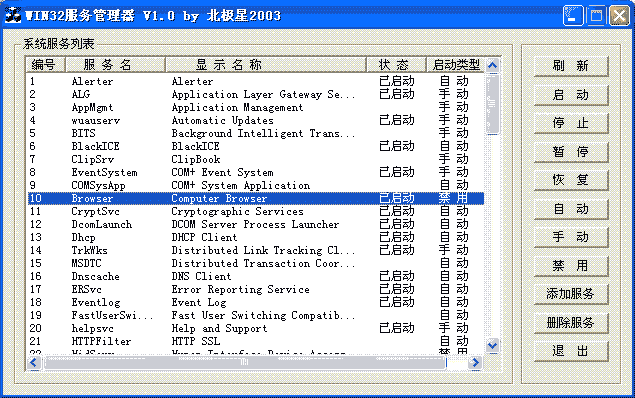 WIN32服务管理器 V1.0 by 北极星2003
系统服务列表
编号 服 务 名 显 示 名 称 状 态 启动类型
1 Alerter Alerter 已启动 自 动
2 ALG Application Layer Gateway Se... 已启动 手 动
3 AppMgmt Application Management 手 动
4 wuauserv Automatic Updates 已启动 手 动
5 BITS Background Intelligent Trans... 手 动
6 BlackICE BlackICE 已启动 自 动
7 ClipSrv ClipBook 手 动
8 EventSystem COM+ Event System 已启动 手 动
9 COMSysApp COM+ System Application 自 动
10 Browser Computer Browser 已启动 禁 用
11 CryptSvc Cryptographic Services 已启动 自 动
12 DcomLaunch DCOM Server Process Launcher 已启动 自 动
13 Dhcp DHCP Client 已启动 自 动
14 TrkWks Distributed Link Tracking Cl... 已启动 手 动
15 MSDTC Distributed Transaction Coor... 自 动
16 Dnscache DNS Client 已启动 自 动
17 ERSvc Error Reporting Service 已启动 自 动
18 Eventlog Event Log 已启动 自 动
19 FastUserSwi... Fast User Switching Compatib... 自 动
20 helpsvc Help and Support 已启动 手 动
21 HTTPFilter HTTP SSL 自 动
刷 新
启 动
停 止
暂 停
恢 复
自 动
手 动
禁 用
添加服务
删除服务
退 出